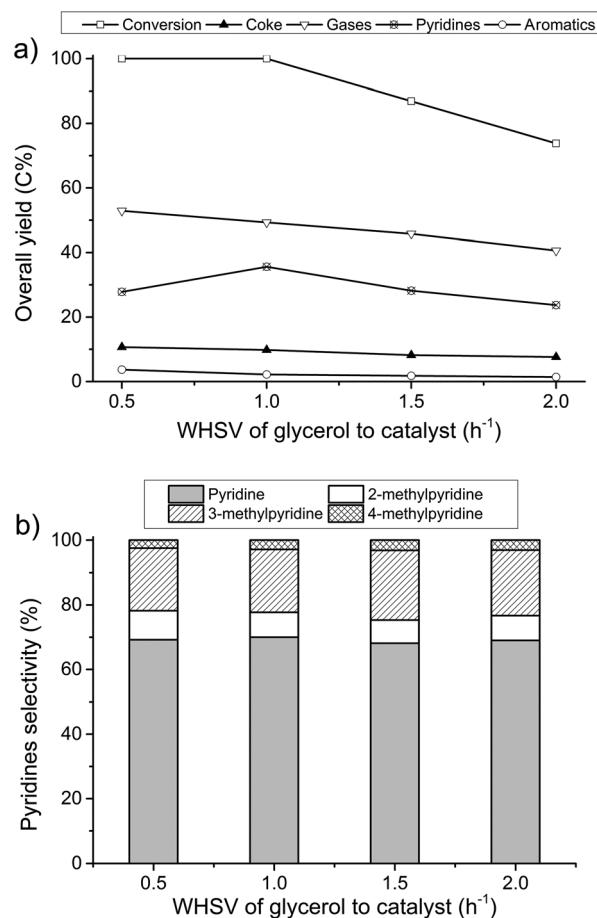 Conversion Coke Gases Pyridines Aromatics
a)
100
80
60
40
20
0
Overall yield (C%)
0.5 1.0 1.5 2.0
WHSV of glycerol to catalyst (h⁻¹)
Pyridine 2-methylpyridine
3-methylpyridine 4-methylpyridine
b)
100
80
60
40
20
0
Pyridines selectivity (%)
0.5 1.0 1.5 2.0
WHSV of glycerol to catalyst (h⁻¹)